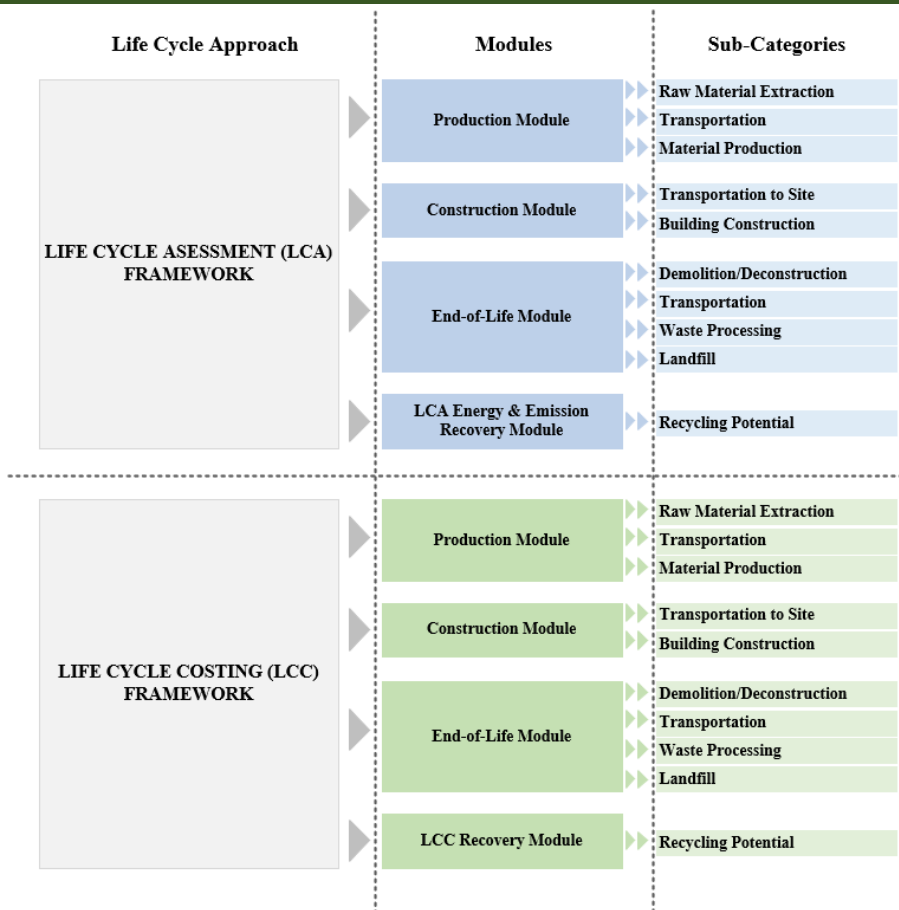 Life Cycle Approach
Modules
Sub-Categories
LIFE CYCLE ASESSMENT (LCA)
FRAMEWORK
Production Module
Raw Material Extraction
Transportation
Material Production
Construction Module
Transportation to Site
Building Construction
End-of-Life Module
Demolition/Deconstruction
Transportation
Waste Processing
Landfill
LCA Energy & Emission
Recovery Module
Recycling Potential
LIFE CYCLE COSTING (LCC)
FRAMEWORK
Production Module
Raw Material Extraction
Transportation
Material Production
Construction Module
Transportation to Site
Building Construction
End-of-Life Module
Demolition/Deconstruction
Transportation
Waste Processing
Landfill
LCC Recovery Module
Recycling Potential